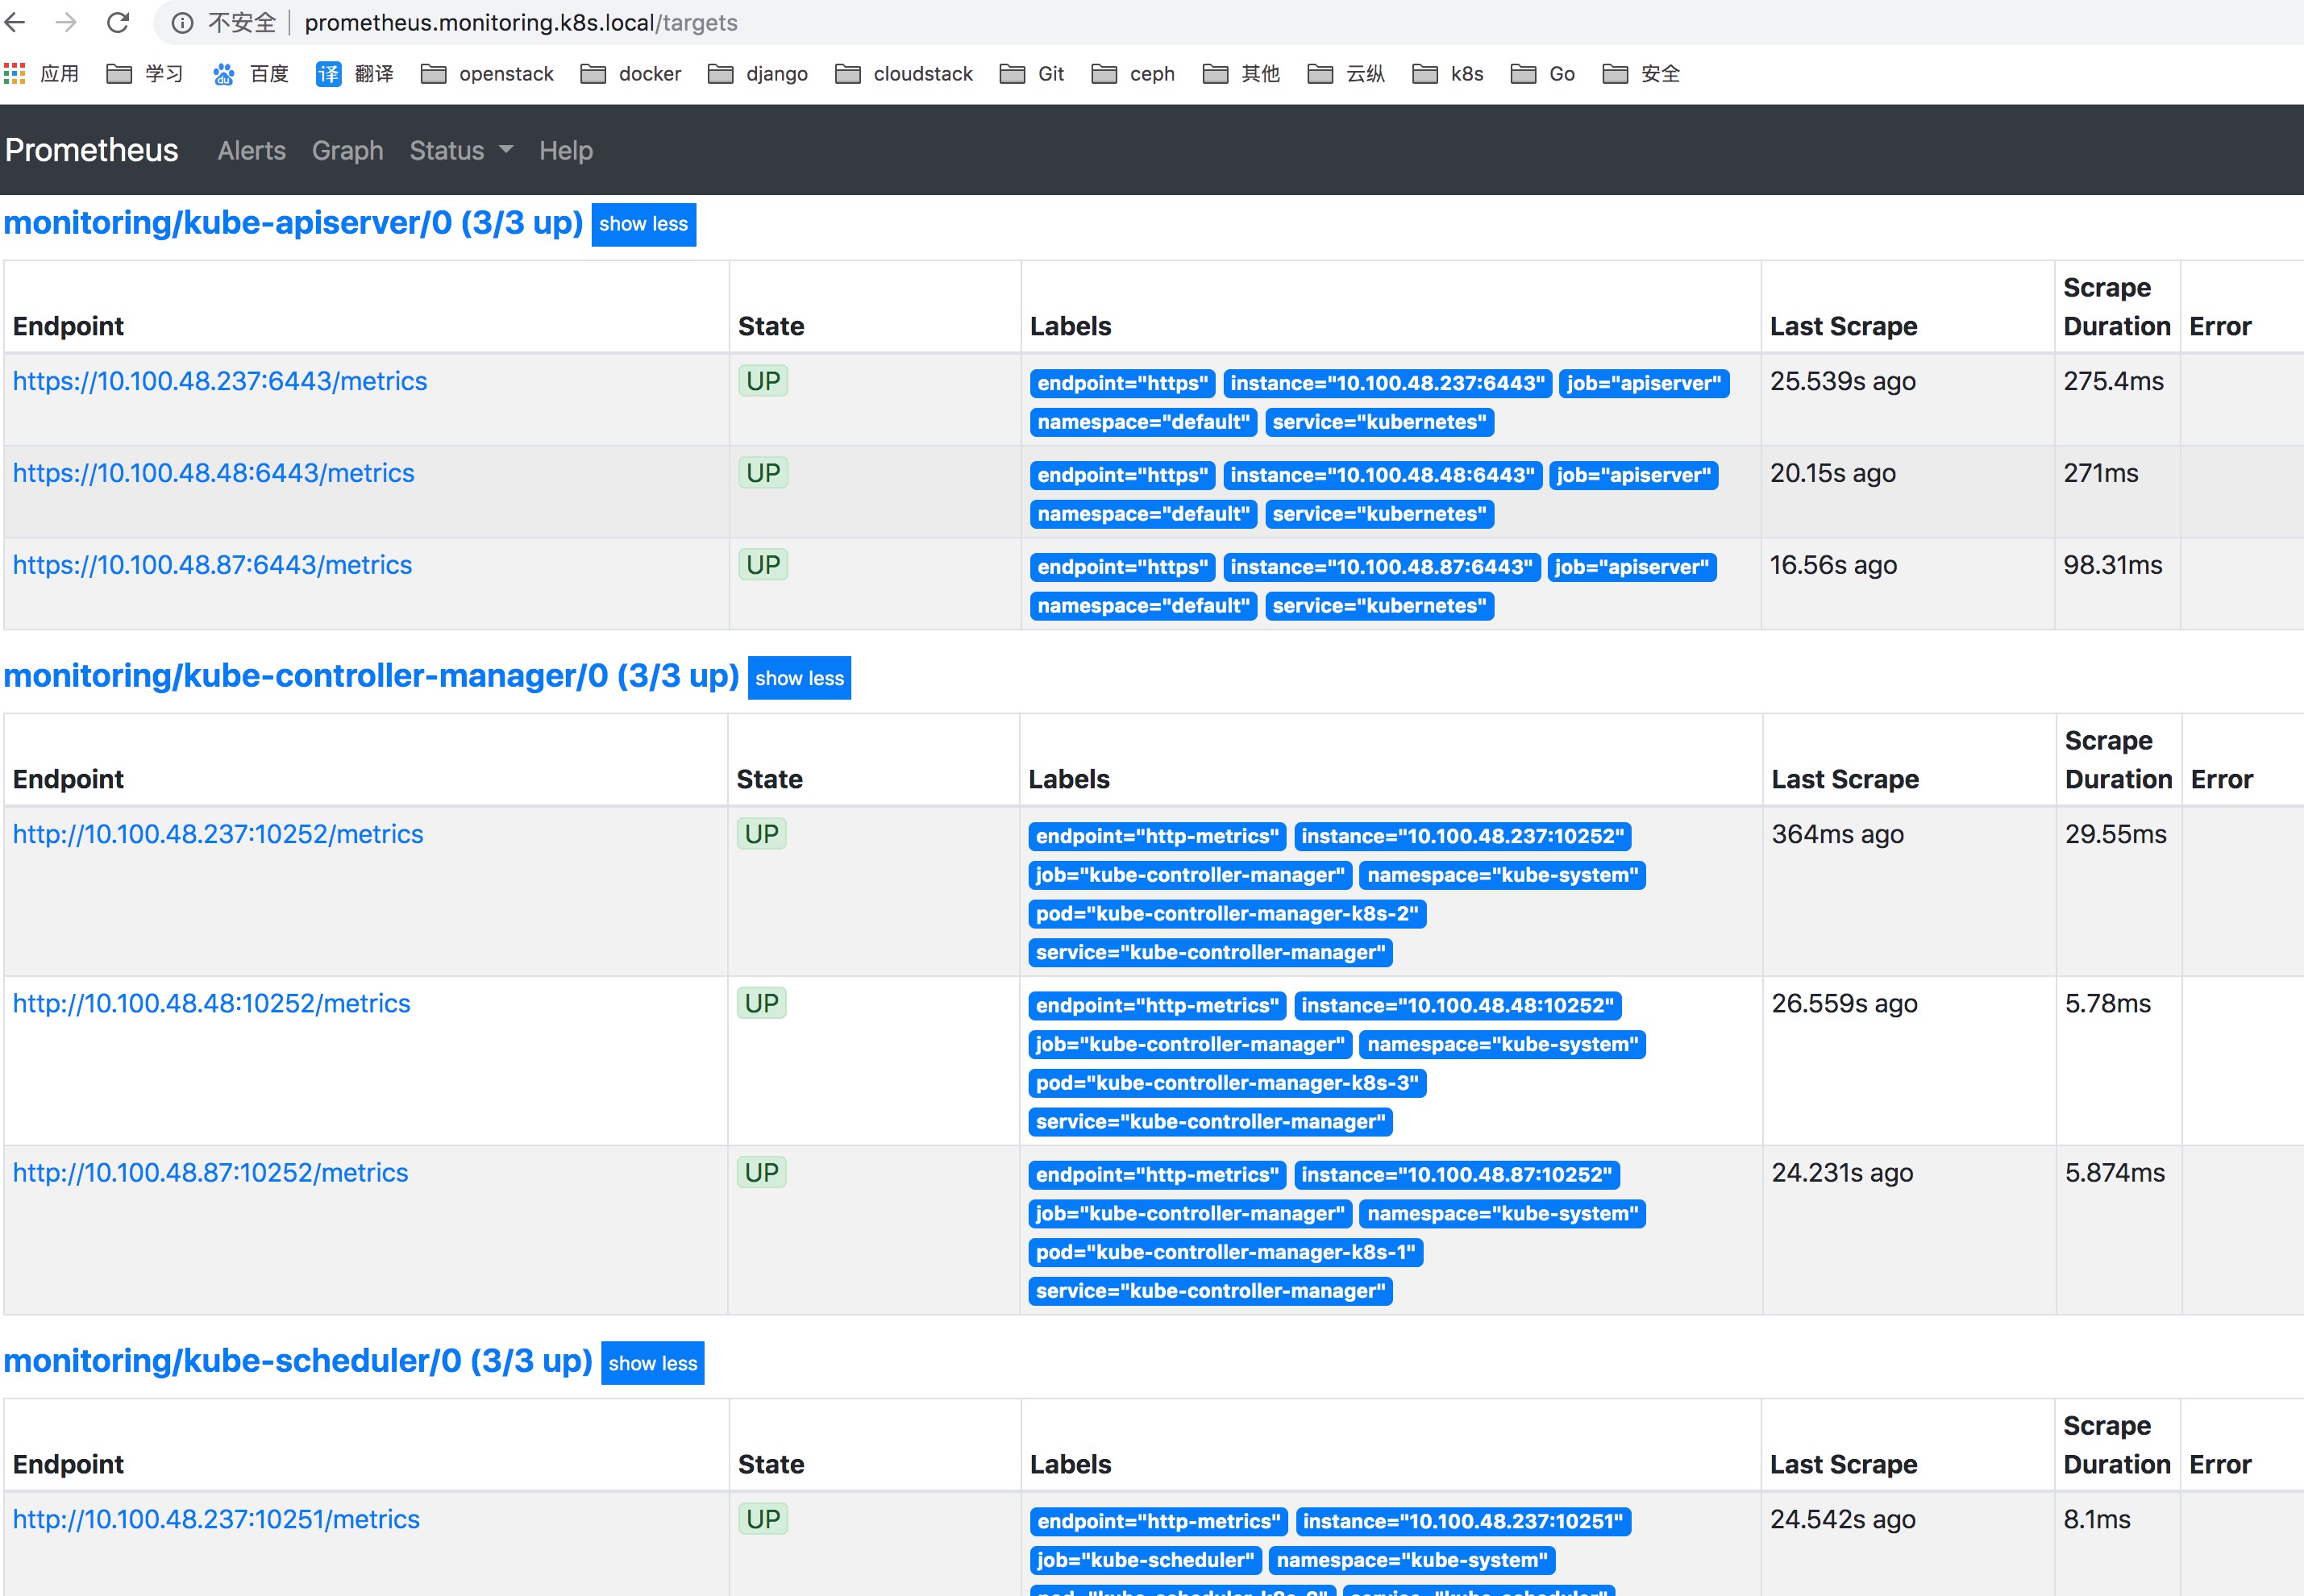 不安全 prometheus.monitoring.k8s.local/targets
应用 学习 百度 翻译 openstack docker django cloudstack Git ceph 其他 云纵 k8s Go 安全
Prometheus Alerts Graph Status Help
monitoring/kube-apiserver/0 (3/3 up) show less
Endpoint State Labels Last Scrape Scrape Duration Error
https://10.100.48.237:6443/metrics UP endpoint="https" instance="10.100.48.237:6443" job="apiserver" 25.539s ago 275.4ms
namespace="default" service="kubernetes"
https://10.100.48.48:6443/metrics UP endpoint="https" instance="10.100.48.48:6443" job="apiserver" 20.15s ago 271ms
namespace="default" service="kubernetes"
https://10.100.48.87:6443/metrics UP endpoint="https" instance="10.100.48.87:6443" job="apiserver" 16.56s ago 98.31ms
namespace="default" service="kubernetes"
monitoring/kube-controller-manager/0 (3/3 up) show less
Endpoint State Labels Last Scrape Scrape Duration Error
http://10.100.48.237:10252/metrics UP endpoint="http-metrics" instance="10.100.48.237:10252" 364ms ago 29.55ms
job="kube-controller-manager" namespace="kube-system"
pod="kube-controller-manager-k8s-2"
service="kube-controller-manager"
http://10.100.48.48:10252/metrics UP endpoint="http-metrics" instance="10.100.48.48:10252" 26.559s ago 5.78ms
job="kube-controller-manager" namespace="kube-system"
pod="kube-controller-manager-k8s-3"
service="kube-controller-manager"
http://10.100.48.87:10252/metrics UP endpoint="http-metrics" instance="10.100.48.87:10252" 24.231s ago 5.874ms
job="kube-controller-manager" namespace="kube-system"
pod="kube-controller-manager-k8s-1"
service="kube-controller-manager"
monitoring/kube-scheduler/0 (3/3 up) show less
Endpoint State Labels Last Scrape Scrape Duration Error
http://10.100.48.237:10251/metrics UP endpoint="http-metrics" instance="10.100.48.237:10251" 24.542s ago 8.1ms
job="kube-scheduler" namespace="kube-system"